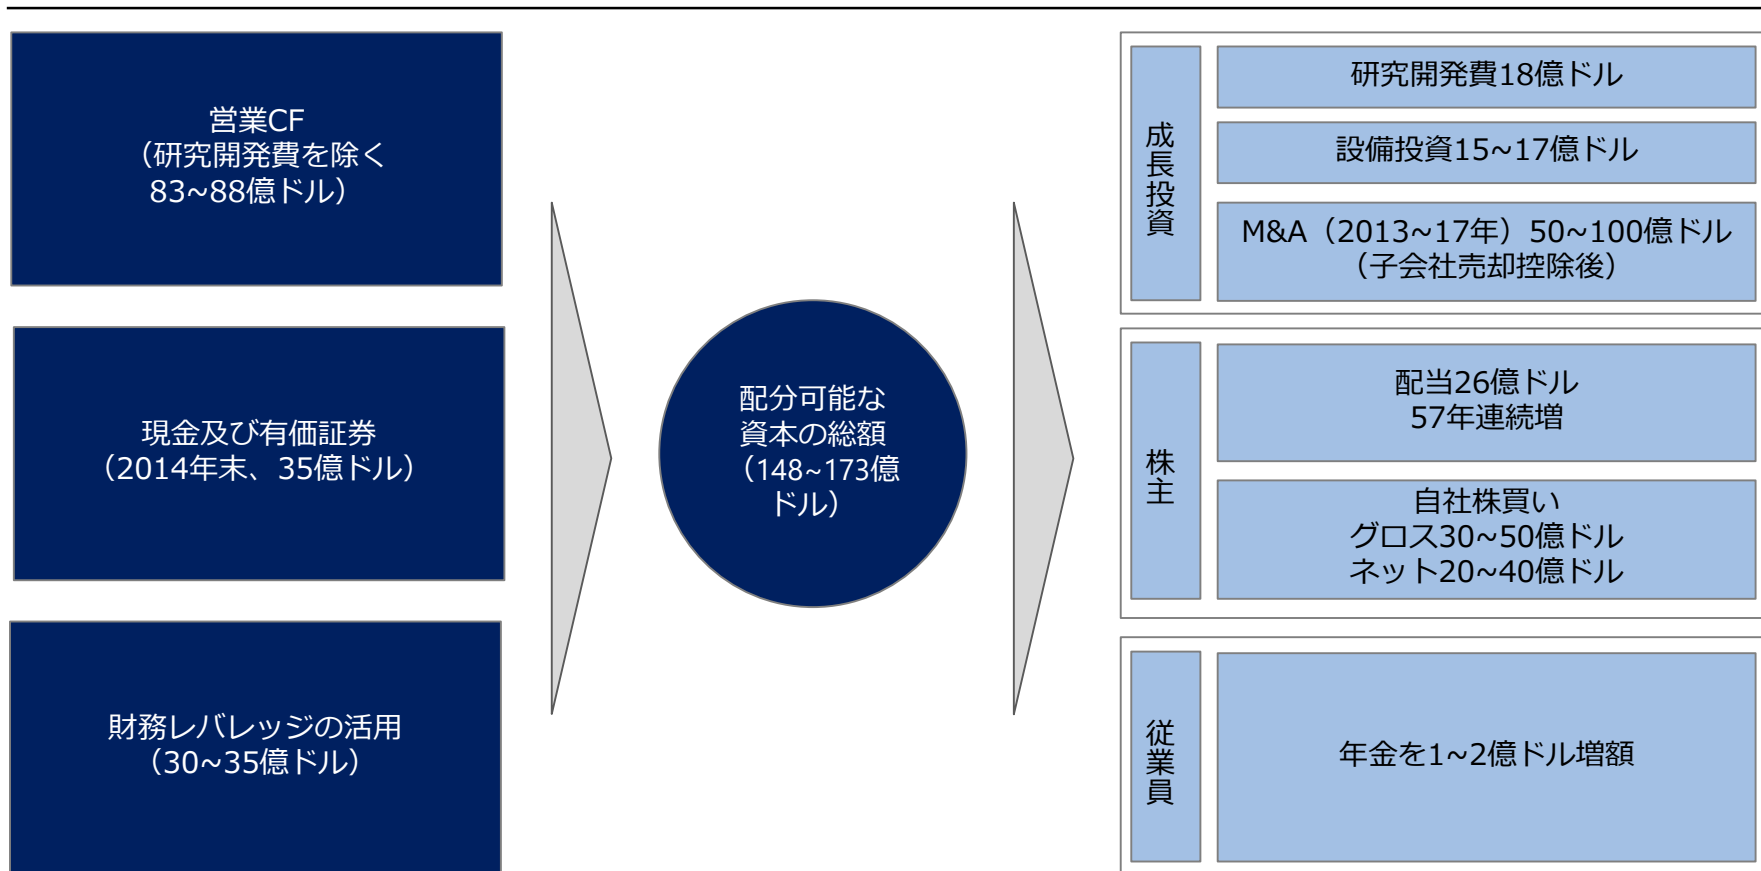 営業CF
（研究開発費を除く
83~88億ドル）
現金及び有価証券
（2014年末、35億ドル）
財務レバレッジの活用
（30~35億ドル）
配分可能な
資本の総額
（148~173億
ドル）
成長投資
研究開発費18億ドル
設備投資15~17億ドル
M&A（2013~17年）50~100億ドル
（子会社売却控除後）
株主
配当26億ドル
57年連続増
自社株買い
グロス30~50億ドル
ネット20~40億ドル
従業員
年金を1~2億ドル増額